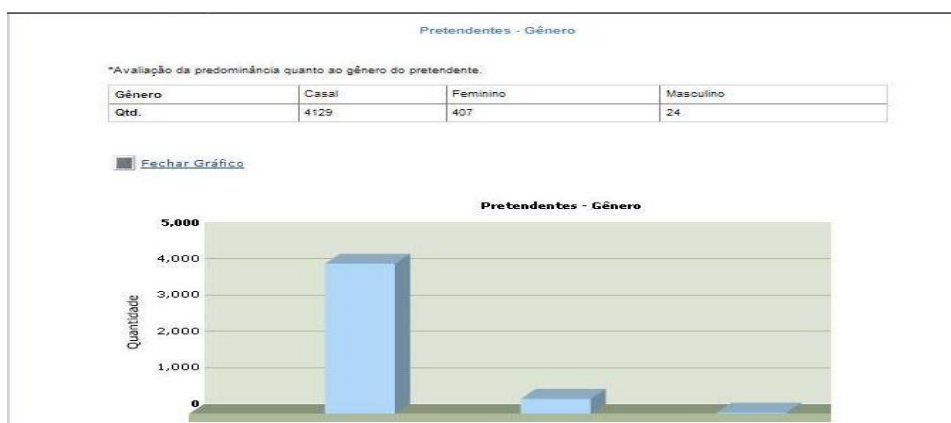 Pretendentes - Gênero
*Avaliação da predominância quanto ao gênero do pretendente.
Gênero Casal Feminino Masculino
Qtd. 4129 407 24
Fechar Gráfico
Pretendentes - Gênero
5,000
4,000
3,000
2,000
1,000
0
Quantidade